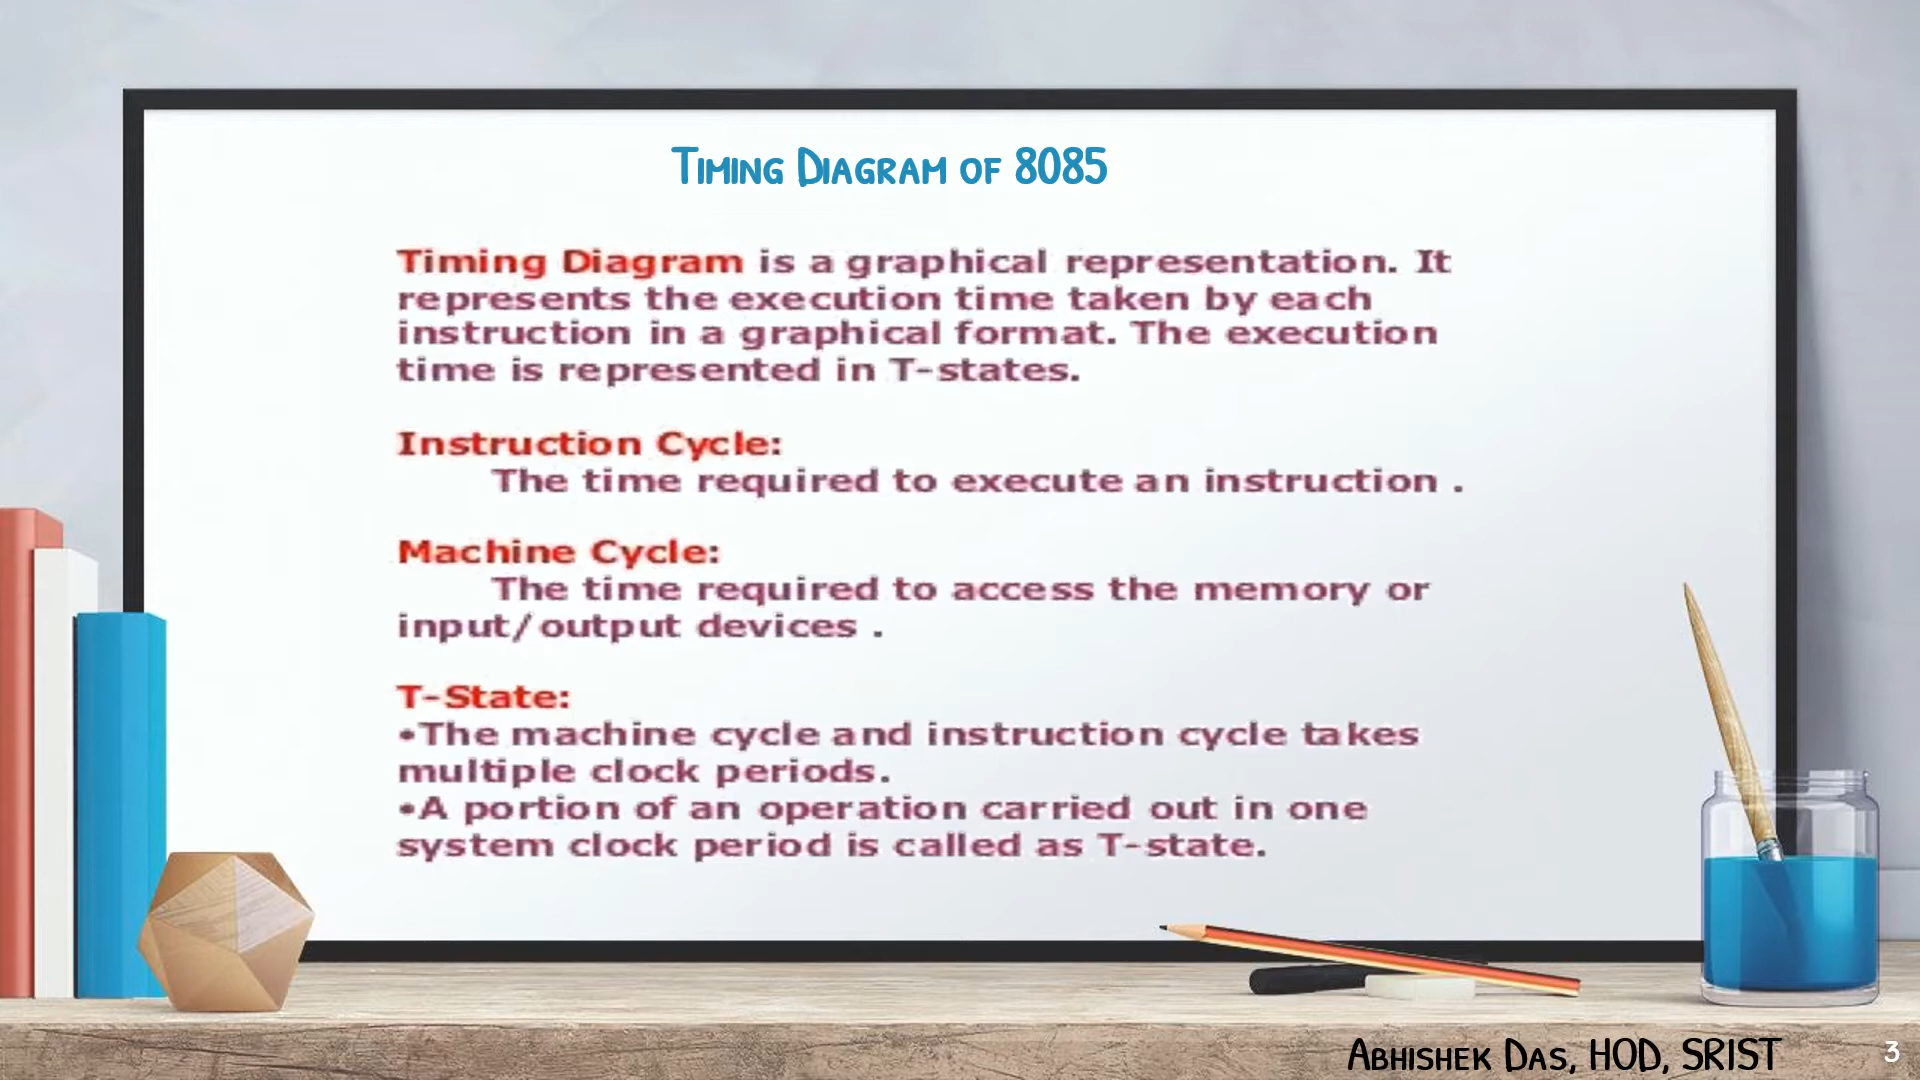 Timing Diagram of 8085
Timing Diagram is a graphical representation. It
represents the execution time taken by each
instruction in a graphical format. The execution
time is represented in T-states.
Instruction Cycle:
The time required to execute an instruction .
Machine Cycle:
The time required to access the memory or
input/output devices .
T-State:
•The machine cycle and instruction cycle takes
multiple clock periods.
•A portion of an operation carried out in one
system clock period is called as T-state.
Abhishek Das, HOD, SRIST
3